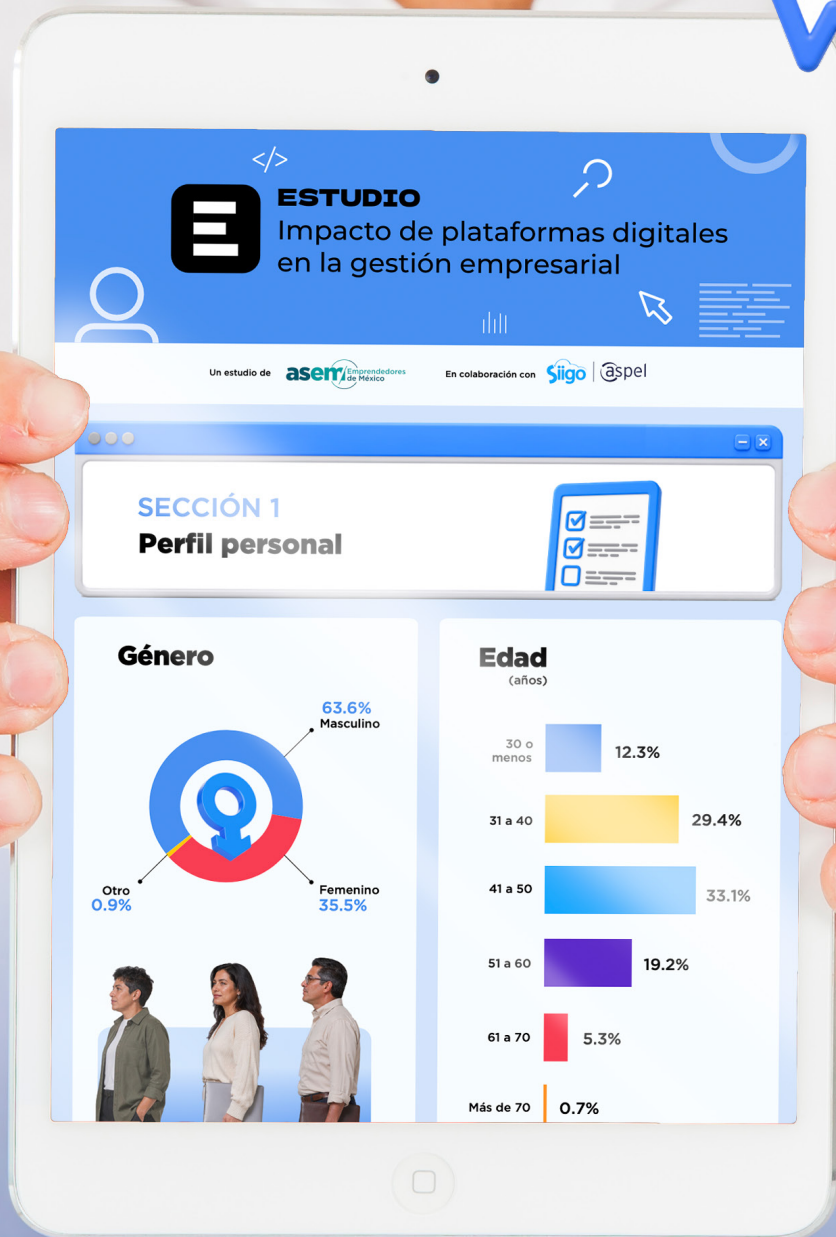 </>
ESTUDIO
Impacto de plataformas digitales
en la gestión empresarial
Un estudio de asem Emprendedores
de México
En colaboración con Siigo | aspel
SECCIÓN 1
Perfil personal
Género
63.6%
Masculino
Otro
0.9%
Femenino
35.5%
Edad
(años)
30 o
menos
12.3%
31 a 40
29.4%
41 a 50
33.1%
51 a 60
19.2%
61 a 70
5.3%
Más de 70
0.7%